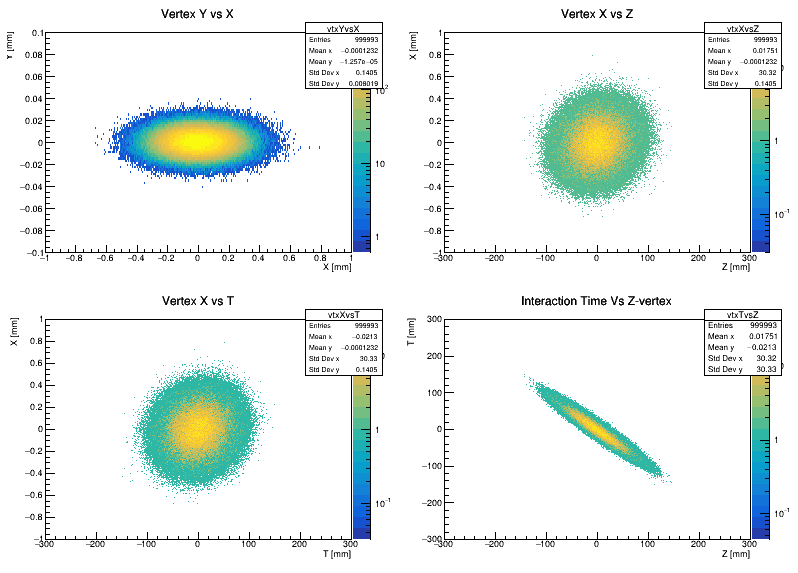 Vertex Y vs X
Y [mm]
0.1
0.08
0.06
0.04
0.02
0
−0.02
−0.04
−0.06
−0.08
−0.1
−1 −0.8 −0.6 −0.4 −0.2 0 0.2 0.4 0.6 0.8 1
X [mm]
vtxYvsX
Entries 999993
Mean x −0.0001232
Mean y −1.257e−05
Std Dev x 0.1405
Std Dev y 0.008019
10²
10
1
Vertex X vs Z
X [mm]
1
0.8
0.6
0.4
0.2
0
−0.2
−0.4
−0.6
−0.8
−1
−300 −200 −100 0 100 200 300
Z [mm]
vtxXvsZ
Entries 999993
Mean x 0.01751
Mean y −0.0001232
Std Dev x 30.32
Std Dev y 0.1405
1
10⁻¹
Vertex X vs T
X [mm]
1
0.8
0.6
0.4
0.2
0
−0.2
−0.4
−0.6
−0.8
−1
−300 −200 −100 0 100 200 300
T [mm]
vtxXvsT
Entries 999993
Mean x −0.0213
Mean y −0.0001232
Std Dev x 30.33
Std Dev y 0.1405
1
10⁻¹
Interaction Time Vs Z-vertex
T [mm]
300
200
100
0
−100
−200
−300
−300 −200 −100 0 100 200 300
Z [mm]
vtxTvsZ
Entries 999993
Mean x 0.01751
Mean y −0.0213
Std Dev x 30.32
Std Dev y 30.33
1
10⁻¹